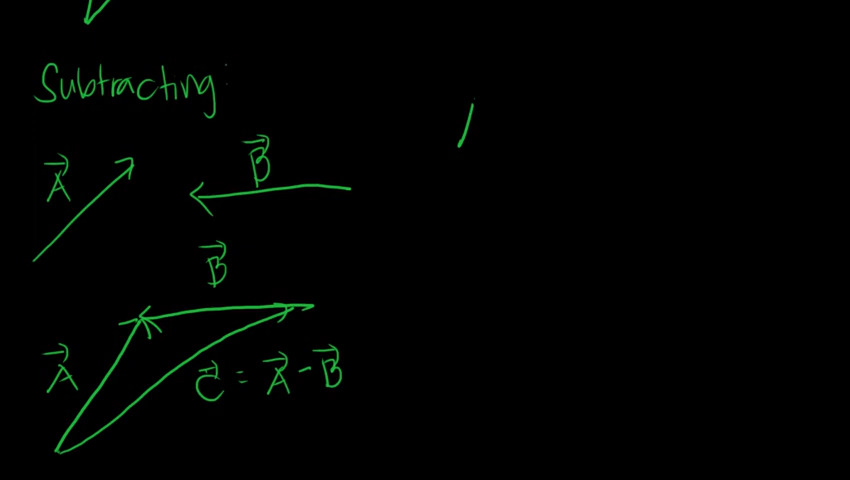 Subtracting:
A⃗
B⃗
B⃗
A⃗
C⃗ = A⃗ - B⃗